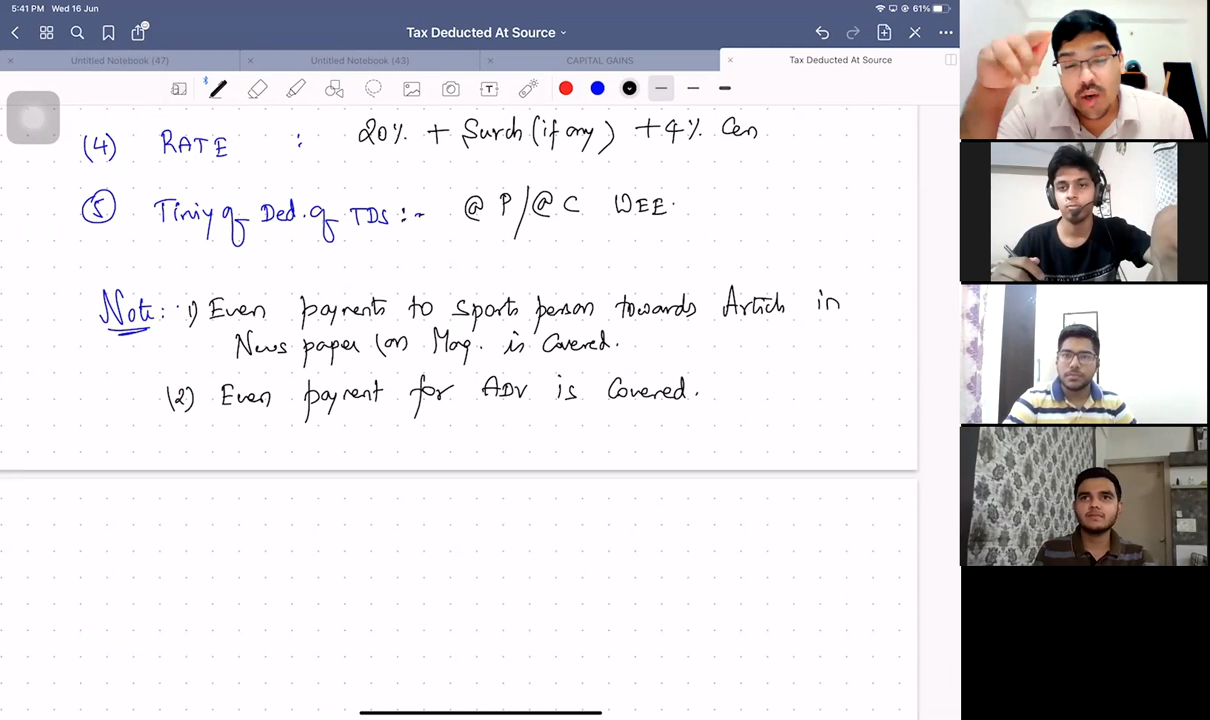 5:41 PM Wed 16 Jun
61%
Tax Deducted At Source
Untitled Notebook (47)
Untitled Notebook (43)
CAPITAL GAINS
Tax Deducted At Source
(4) RATE : 20% + Surch (if any) + 4% Cess
(5) Timing of Ded. of TDS :- @ P/@ C WEE.
Note: 1) Even payments to sports person towards Article in
News paper (or) Mag. is Covered.
(2) Even payment for ADV is Covered.